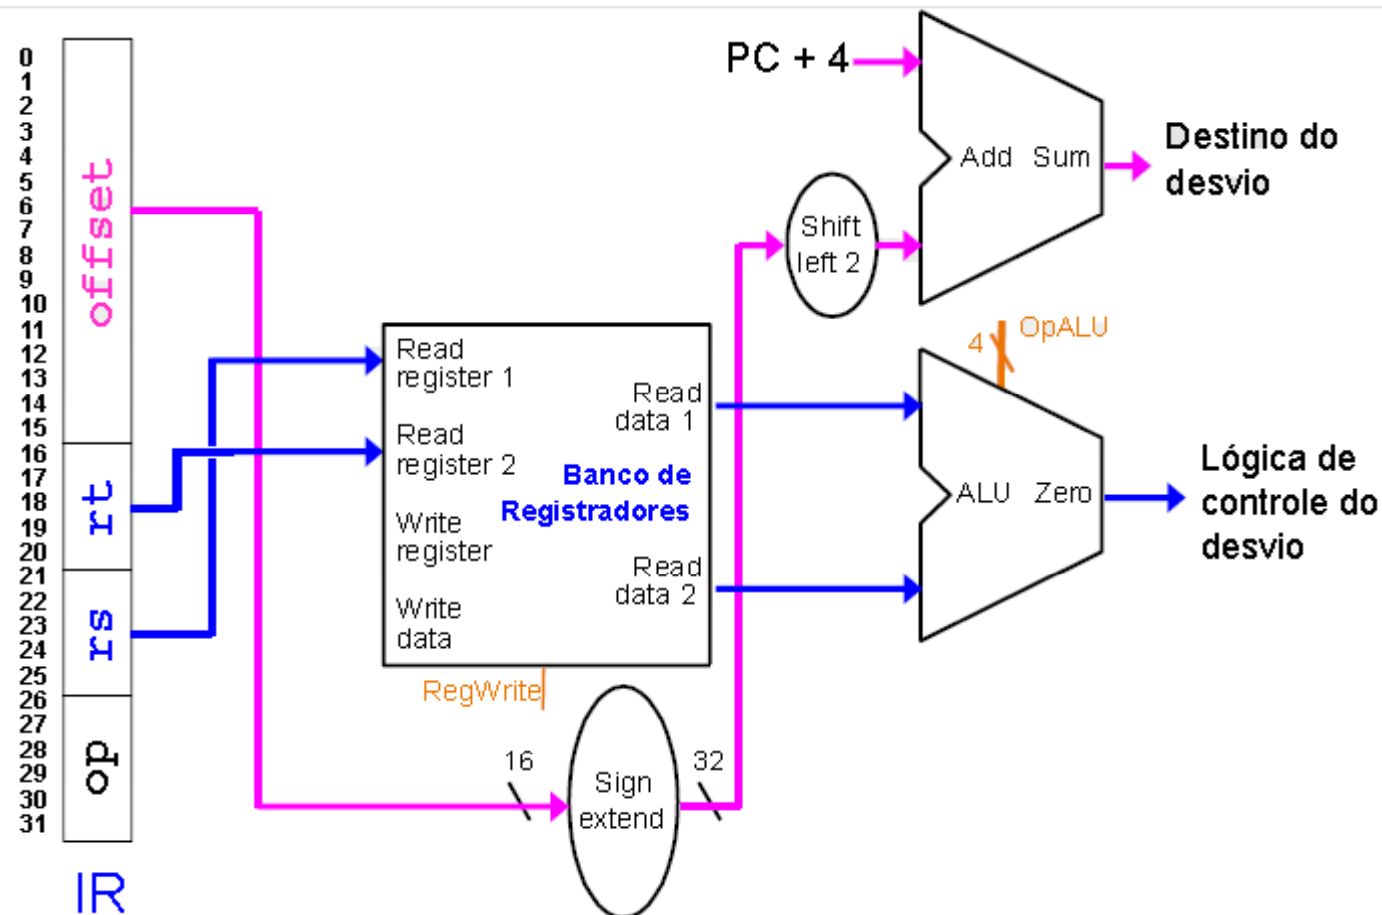 0
1
2
3
4
5
6
7
8
9
10
11
12
13
14
15
16
17
18
19
20
21
22
23
24
25
26
27
28
29
30
31
offset
rt
rs
op
IR
Read
register 1
Read
register 2
Write
register
Write
data
Read
data 1
Banco de
Registradores
Read
data 2
RegWrite
16
Sign
extend
32
PC + 4
Shift
left 2
Add Sum
Destino do
desvio
4
OpALU
ALU Zero
Lógica de
controle do
desvio